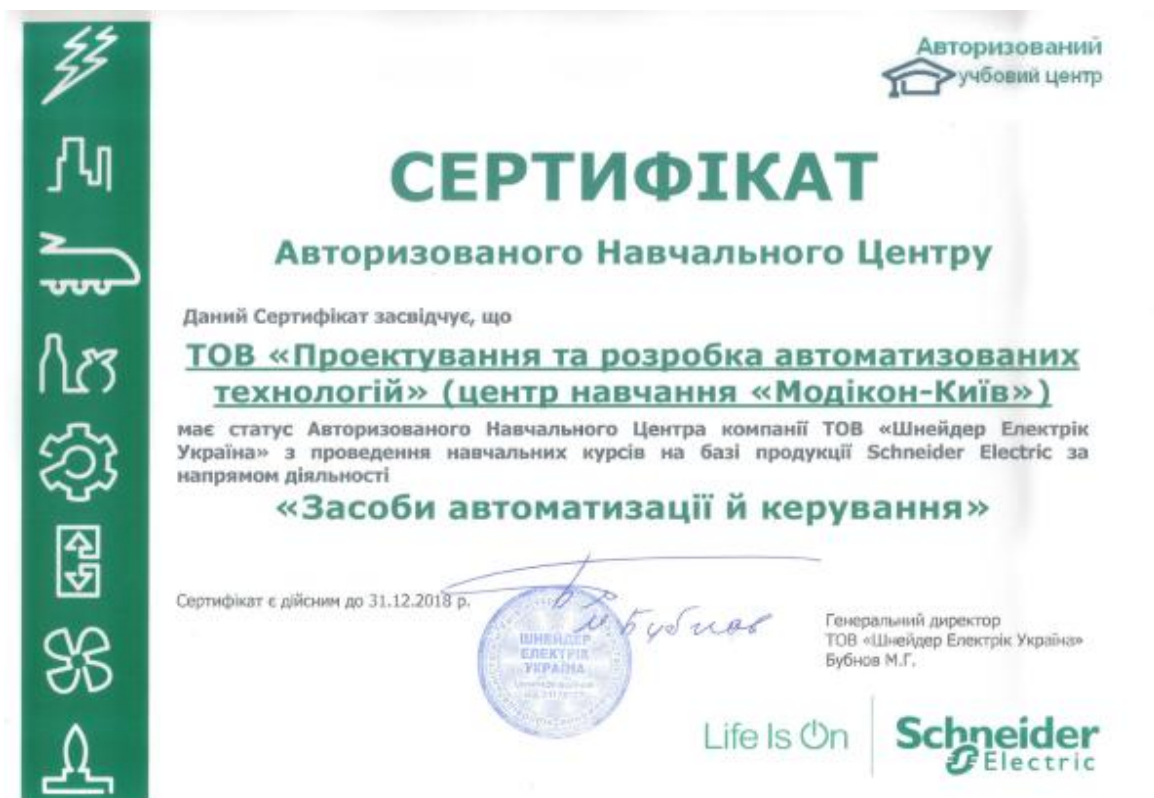 Авторизований
учбовий центр
СЕРТИФІКАТ
Авторизованого Навчального Центру
Даний Сертифікат засвідчує, що
ТОВ «Проектування та розробка автоматизованих
технологій» (центр навчання «Модікон-Київ»)
має статус Авторизованого Навчального Центра компанії ТОВ «Шнейдер Електрік
Україна» з проведення навчальних курсів на базі продукції Schneider Electric за
напрямом діяльності
«Засоби автоматизації й керування»
Сертифікат є дійсним до 31.12.2018 р.
Бубнов
ШНЕЙДЕР
ЕЛЕКТРІК
УКРАЇНА
Генеральний директор
ТОВ «Шнейдер Електрік Україна»
Бубнов М.Г.
Life Is On
Schneider
Electric